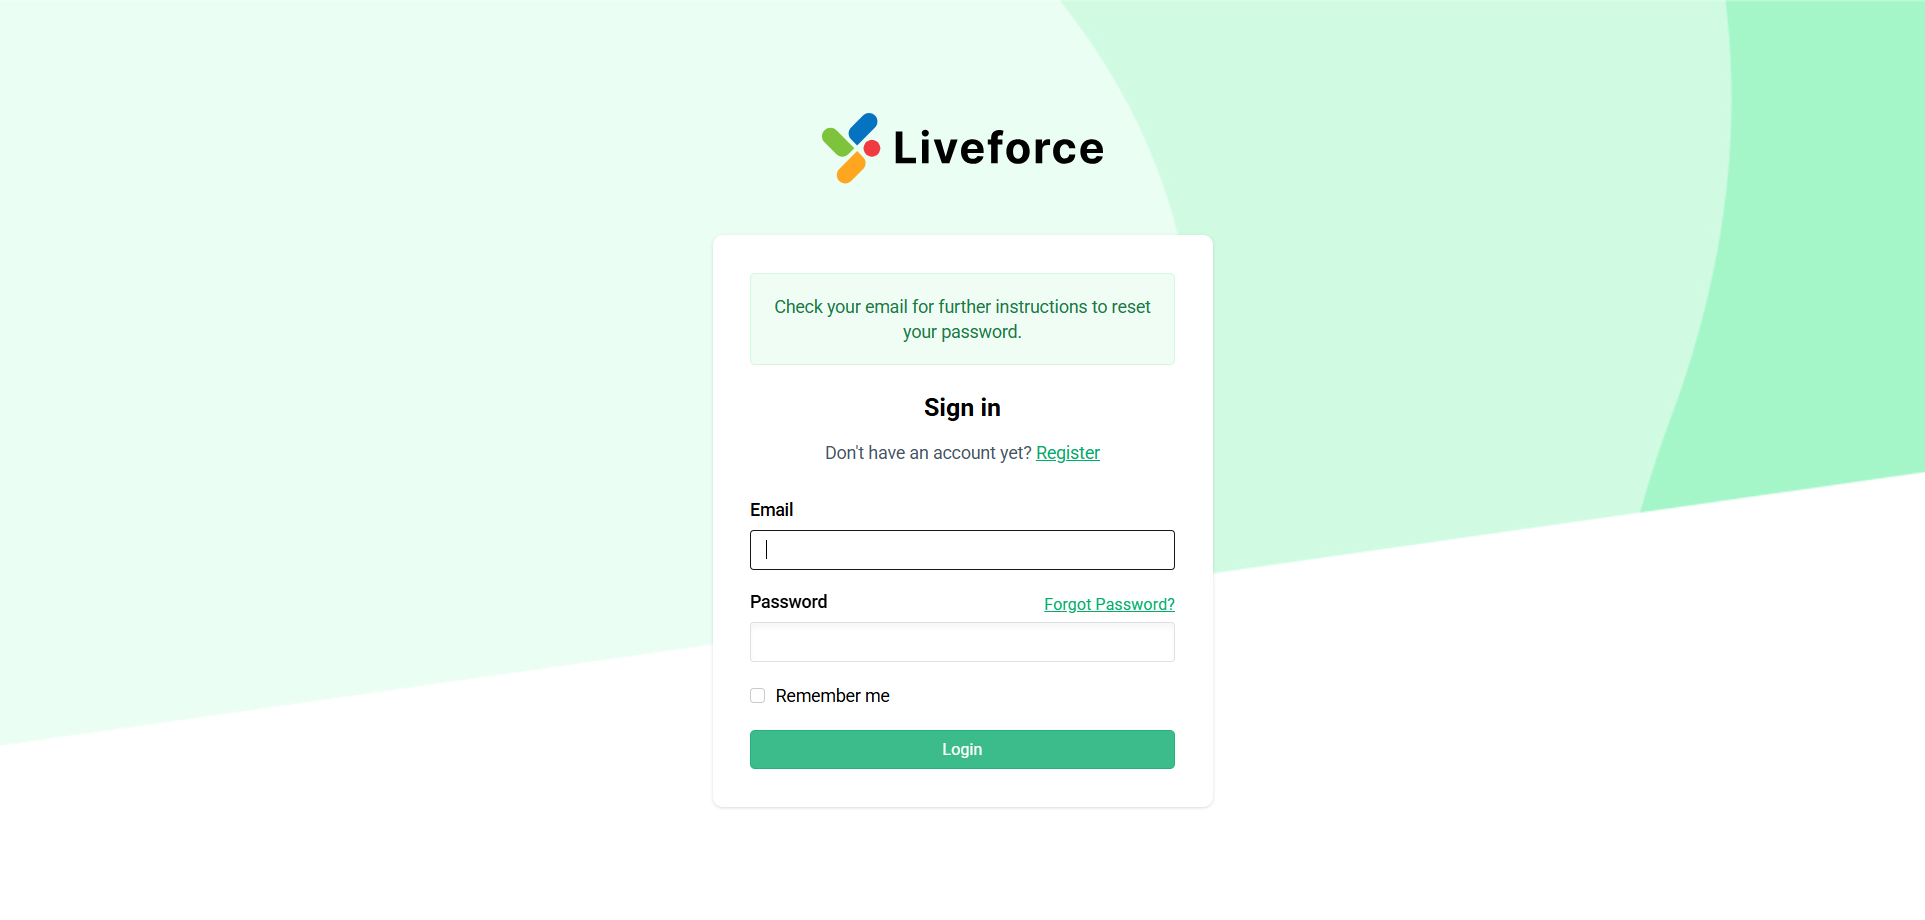 Liveforce
Check your email for further instructions to reset
your password.
Sign in
Don't have an account yet? Register
Email
Password
Forgot Password?
Remember me
Login